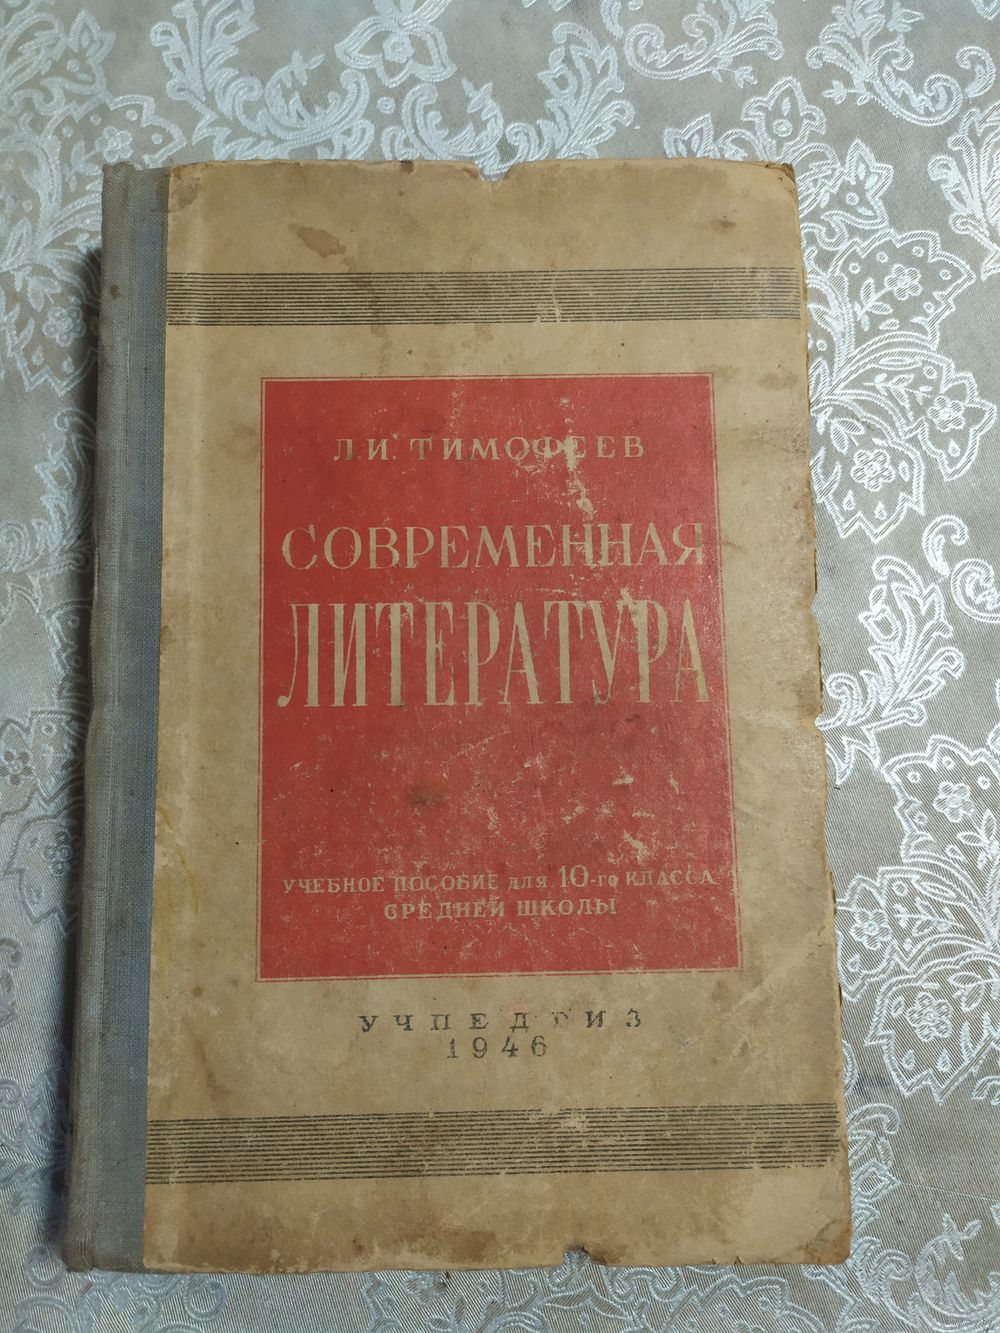 Л. И. ТИМОФЕЕВ
СОВРЕМЕННАЯ
ЛИТЕРАТУРА
УЧЕБНОЕ ПОСОБИЕ для 10-го КЛАССА
СРЕДНЕЙ ШКОЛЫ
УЧПЕДГИЗ
1946